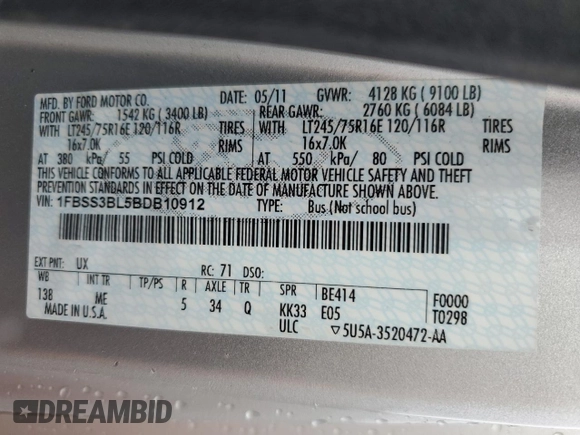 MFD. BY FORD MOTOR CO.
DATE: 05/11 GVWR: 4128 KG ( 9100 LB)
FRONT GAWR: 1542 KG ( 3400 LB) REAR GAWR: 2760 KG ( 6084 LB)
WITH LT245/75R16E 120/116R TIRES WITH LT245/75R16E 120/116R TIRES
16x7.0K RIMS 16x7.0K RIMS
AT 380 kPa/ 55 PSI COLD AT 550 kPa/ 80 PSI COLD
THIS VEHICLE CONFORMS TO ALL APPLICABLE FEDERAL MOTOR VEHICLE SAFETY AND THEFT
PREVENTION STANDARDS IN EFFECT ON THE DATE OF MANUFACTURE SHOWN ABOVE.
VIN: 1FBSS3BL5BDB10912 TYPE: Bus (Not school bus)
EXT PNT: UX RC: 71 DSO:
WB INT TR TP/PS R AXLE TR SPR BE414 F0000
138 ME 5 34 Q KK33 E05 T0298
MADE IN U.S.A. ULC ▽5U5A-3520472-AA
DREAMBID